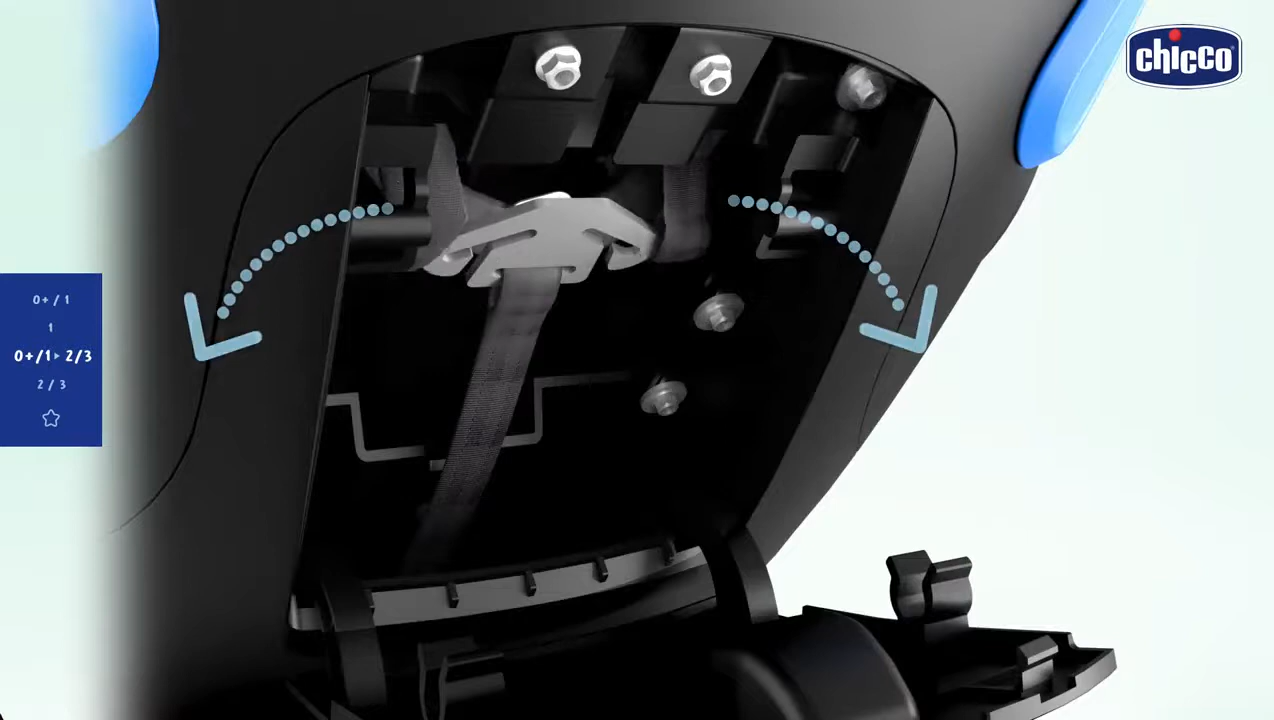 chicco
0+ / 1
1
0+/1▸ 2/3
2 / 3